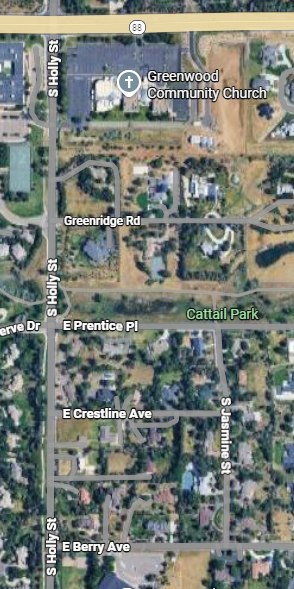 88
S Holly St
Greenwood
Community Church
Greenridge Rd
S Holly St
Cattail Park
erve Dr
E Prentice Pl
E Crestline Ave
S Jasmine St
S Holly St
E Berry Ave